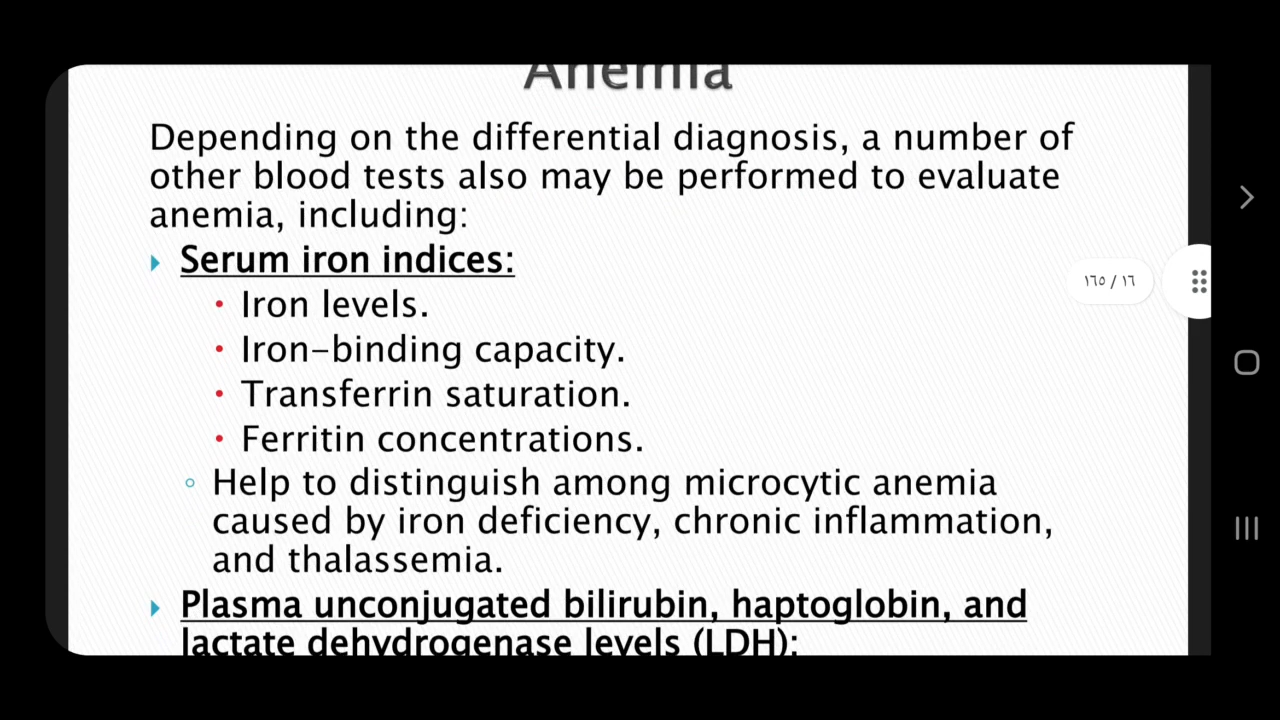 Anemia
Depending on the differential diagnosis, a number of
other blood tests also may be performed to evaluate
anemia, including:
Serum iron indices:
• Iron levels.
• Iron-binding capacity.
• Transferrin saturation.
• Ferritin concentrations.
Help to distinguish among microcytic anemia
caused by iron deficiency, chronic inflammation,
and thalassemia.
Plasma unconjugated bilirubin, haptoglobin, and
lactate dehydrogenase levels (LDH):
١٦٥ / ١٦